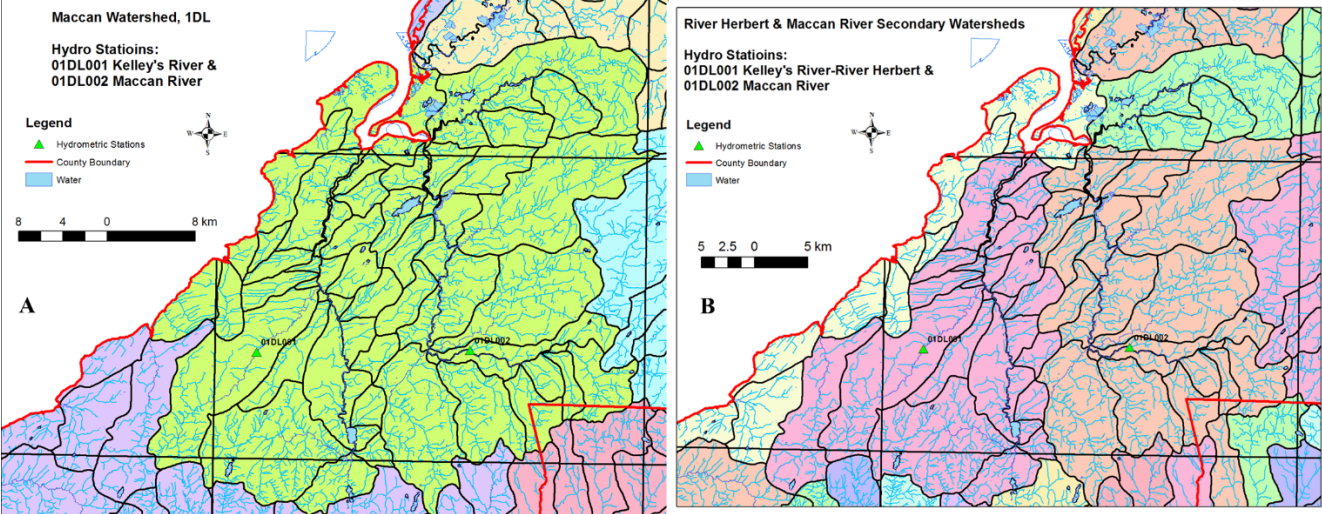 Maccan Watershed, 1DL
Hydro Statioins:
01DL001 Kelley's River &
01DL002 Maccan River
N
W E
S
Legend
Hydrometric Stations
County Boundary
Water
8 4 0 8 km
A
01DL001
01DL002
River Herbert & Maccan River Secondary Watersheds
Hydro Statioins:
01DL001 Kelley's River-River Herbert &
01DL002 Maccan River
N
W E
S
Legend
Hydrometric Stations
County Boundary
Water
5 2.5 0 5 km
B
01DL001
01DL002